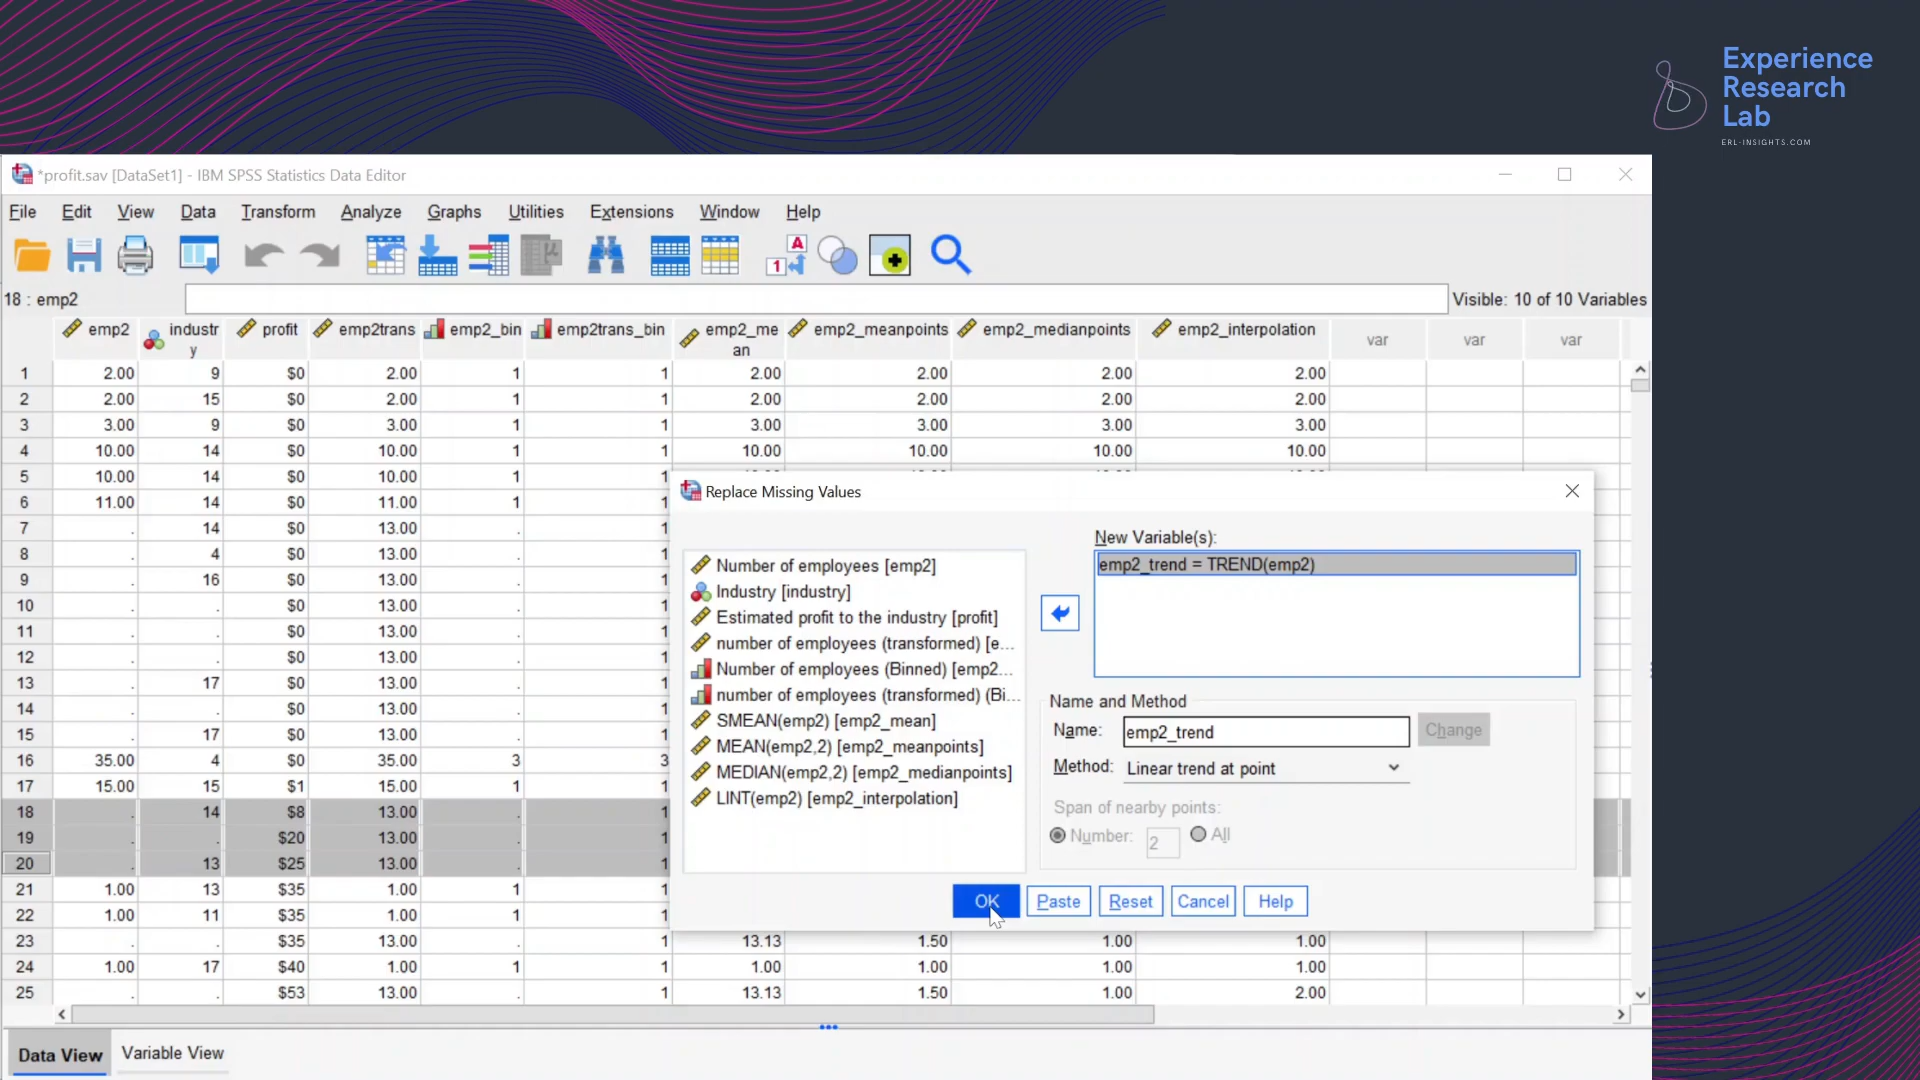 Experience
Research
Lab
ERL-INSIGHTS.COM
*profit.sav [DataSet1] - IBM SPSS Statistics Data Editor
File Edit View Data Transform Analyze Graphs Utilities Extensions Window Help
18 : emp2 Visible: 10 of 10 Variables
emp2 industr profit emp2trans emp2_bin emp2trans_bin emp2_me emp2_meanpoints emp2_medianpoints emp2_interpolation var var var
y an
1 2.00 9 $0 2.00 1 1 2.00 2.00 2.00 2.00
2 2.00 15 $0 2.00 1 1 2.00 2.00 2.00 2.00
3 3.00 9 $0 3.00 1 1 3.00 3.00 3.00 3.00
4 10.00 14 $0 10.00 1 1 10.00 10.00 10.00 10.00
5 10.00 14 $0 10.00 1 1
6 11.00 14 $0 11.00 1 1
7 . 14 $0 13.00 . 1
8 . 4 $0 13.00 . 1
9 . 16 $0 13.00 . 1
10 . . $0 13.00 . 1
11 . . $0 13.00 . 1
12 . . $0 13.00 . 1
13 . 17 $0 13.00 . 1
14 . . $0 13.00 . 1
15 . 17 $0 13.00 . 1
16 35.00 4 $0 35.00 3 3
17 15.00 15 $1 15.00 1 1
18 . 14 $8 13.00 . 1
19 . . $20 13.00 . 1
20 . 13 $25 13.00 . 1
21 1.00 13 $35 1.00 1 1
22 1.00 11 $35 1.00 1 1
23 . . $35 13.00 . 1 13.13 1.50 1.00 1.00
24 1.00 17 $40 1.00 1 1 1.00 1.00 1.00 1.00
25 . . $53 13.00 . 1 13.13 1.50 1.00 2.00
Replace Missing Values
Number of employees [emp2]
Industry [industry]
Estimated profit to the industry [profit]
number of employees (transformed) [e...
Number of employees (Binned) [emp2...
number of employees (transformed) (Bi...
SMEAN(emp2) [emp2_mean]
MEAN(emp2,2) [emp2_meanpoints]
MEDIAN(emp2,2) [emp2_medianpoints]
LINT(emp2) [emp2_interpolation]
New Variable(s):
emp2_trend = TREND(emp2)
Name and Method
Name: emp2_trend Change
Method: Linear trend at point
Span of nearby points:
Number: 2 All
OK Paste Reset Cancel Help
Data View Variable View